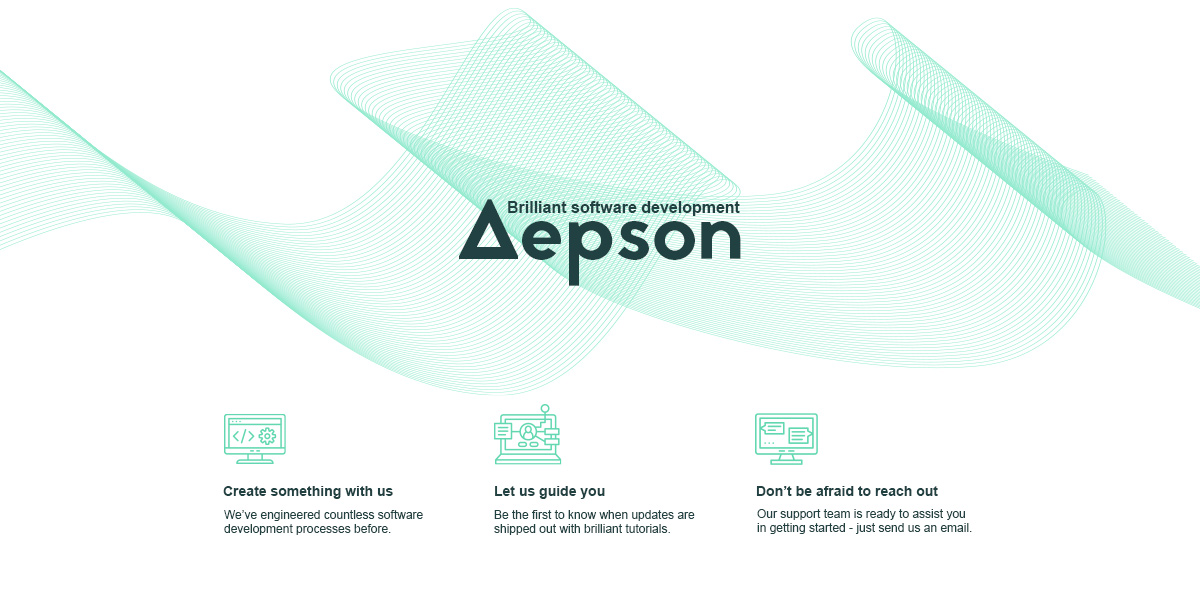 Brilliant software development
Aepson
Create something with us
We’ve engineered countless software
development processes before.
Let us guide you
Be the first to know when updates are
shipped out with brilliant tutorials.
Don’t be afraid to reach out
Our support team is ready to assist you
in getting started - just send us an email.